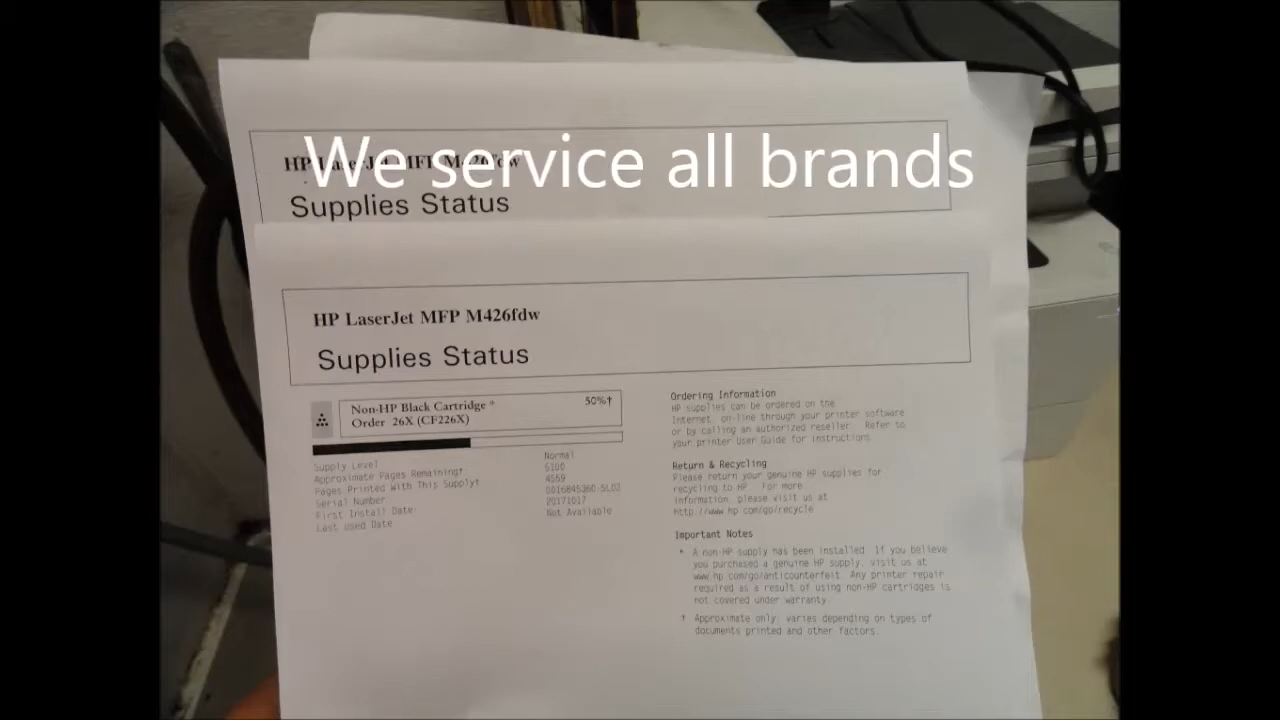 We service all brands
HP LaserJet MFP M426fdw
Supplies Status
HP LaserJet MFP M426fdw
Supplies Status
Non-HP Black Cartridge *
50%†
Order 26X (CF226X)
Supply Level
Normal
Approximate Pages Remaining†
5100
Pages Printed With This Supply†
4559
Serial Number
First Install Date:
20171017
Last Used Date
Not Available
Ordering Information
HP supplies can be ordered on the
Internet, on-line through your printer software
or by calling an authorized reseller. Refer to
your printer User Guide for instructions.
Return & Recycling
Please return your genuine HP supplies for
recycling to HP. For more
information, please visit us at
http://www.hp.com/go/recycle
Important Notes
* A non-HP supply has been installed. If you believe
you purchased a genuine HP supply, visit us at
www.hp.com/go/anticounterfeit. Any printer repair
required as a result of using non-HP cartridges is
not covered under warranty.
† Approximate only; varies depending on types of
documents printed and other factors.